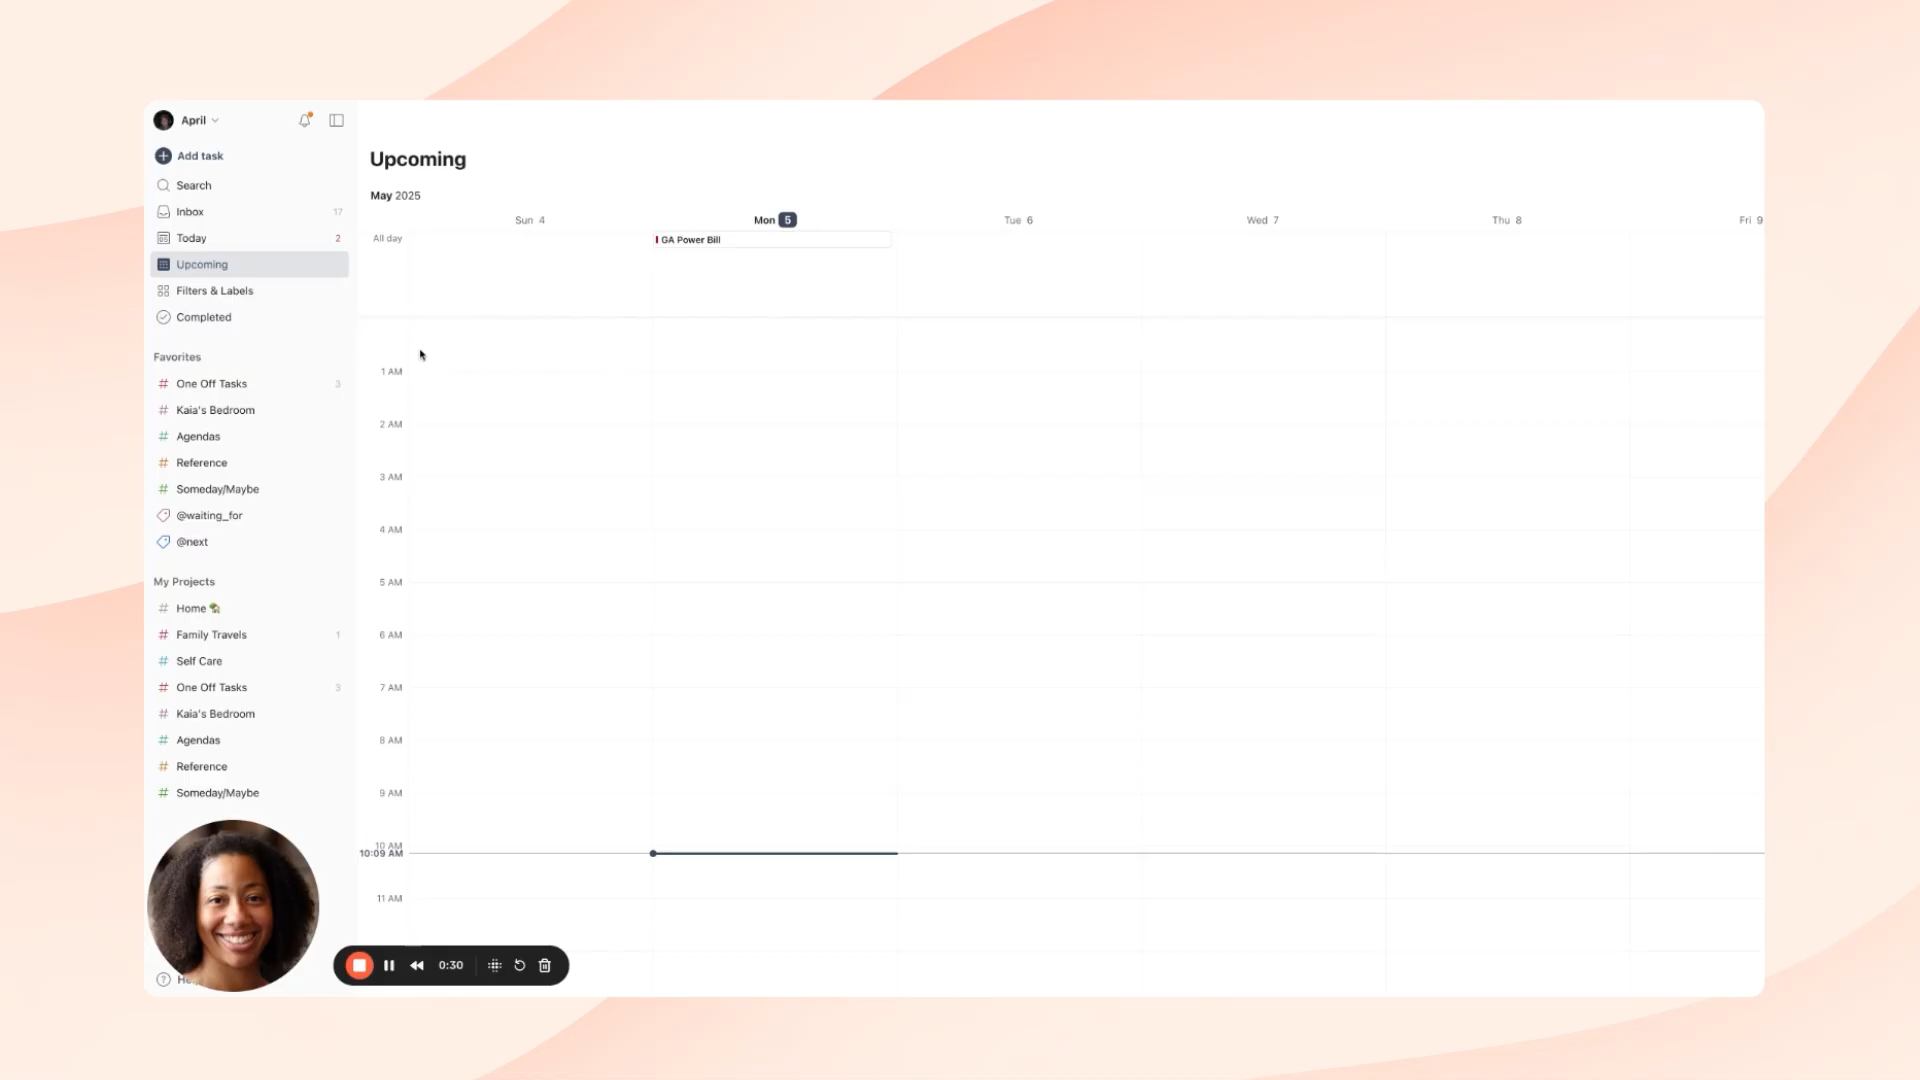 April
Add task
Search
Inbox 17
Today 2
Upcoming
Filters & Labels
Completed
Favorites
# One Off Tasks 3
# Kaia's Bedroom
# Agendas
# Reference
# Someday/Maybe
@waiting_for
@next
My Projects
# Home
# Family Travels 1
# Self Care
# One Off Tasks 3
# Kaia's Bedroom
# Agendas
# Reference
# Someday/Maybe
Upcoming
May 2025
Sun 4 Mon 5 Tue 6 Wed 7 Thu 8 Fri 9
All day GA Power Bill
1 AM
2 AM
3 AM
4 AM
5 AM
6 AM
7 AM
8 AM
9 AM
10 AM
10:09 AM
11 AM
0:30